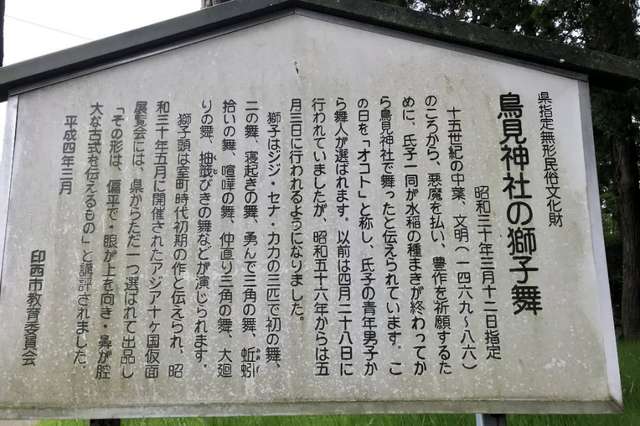 県指定無形民俗文化財
鳥見神社の獅子舞
昭和三十年三月十二日指定
十五世紀の中葉、文明(一四六九〜八六)
のころから、悪魔を払い、豊作を祈願するた
めに、氏子一同が水稲の種まきが終わってか
ら鳥見神社で舞ったと伝えられています。こ
の日を「オコト」と称し、氏子の青年男子か
ら舞人が選ばれます。以前は四月二十八日に
行われていましたが、昭和五十六年からは五
月三日に行われるようになりました。
獅子はジジ・セナ・カカの三匹で初の舞、
二の舞、寝起きの舞、勇んで三角の舞、蚯蚓
拾いの舞、喧嘩の舞、仲直り三角の舞、大廻
りの舞、抽籤びきの舞などが演じられます。
獅子頭は室町時代初期の作と伝えられ、昭
和三十年五月に開催されたアジア十ヶ国仮面
展覧会には、県からただ一つ選ばれて出品し
「その形は、偏平で・眼が上を向き・鼻が腔
大な古式を伝えるもの」と講評されました。
平成四年三月
印西市教育委員会